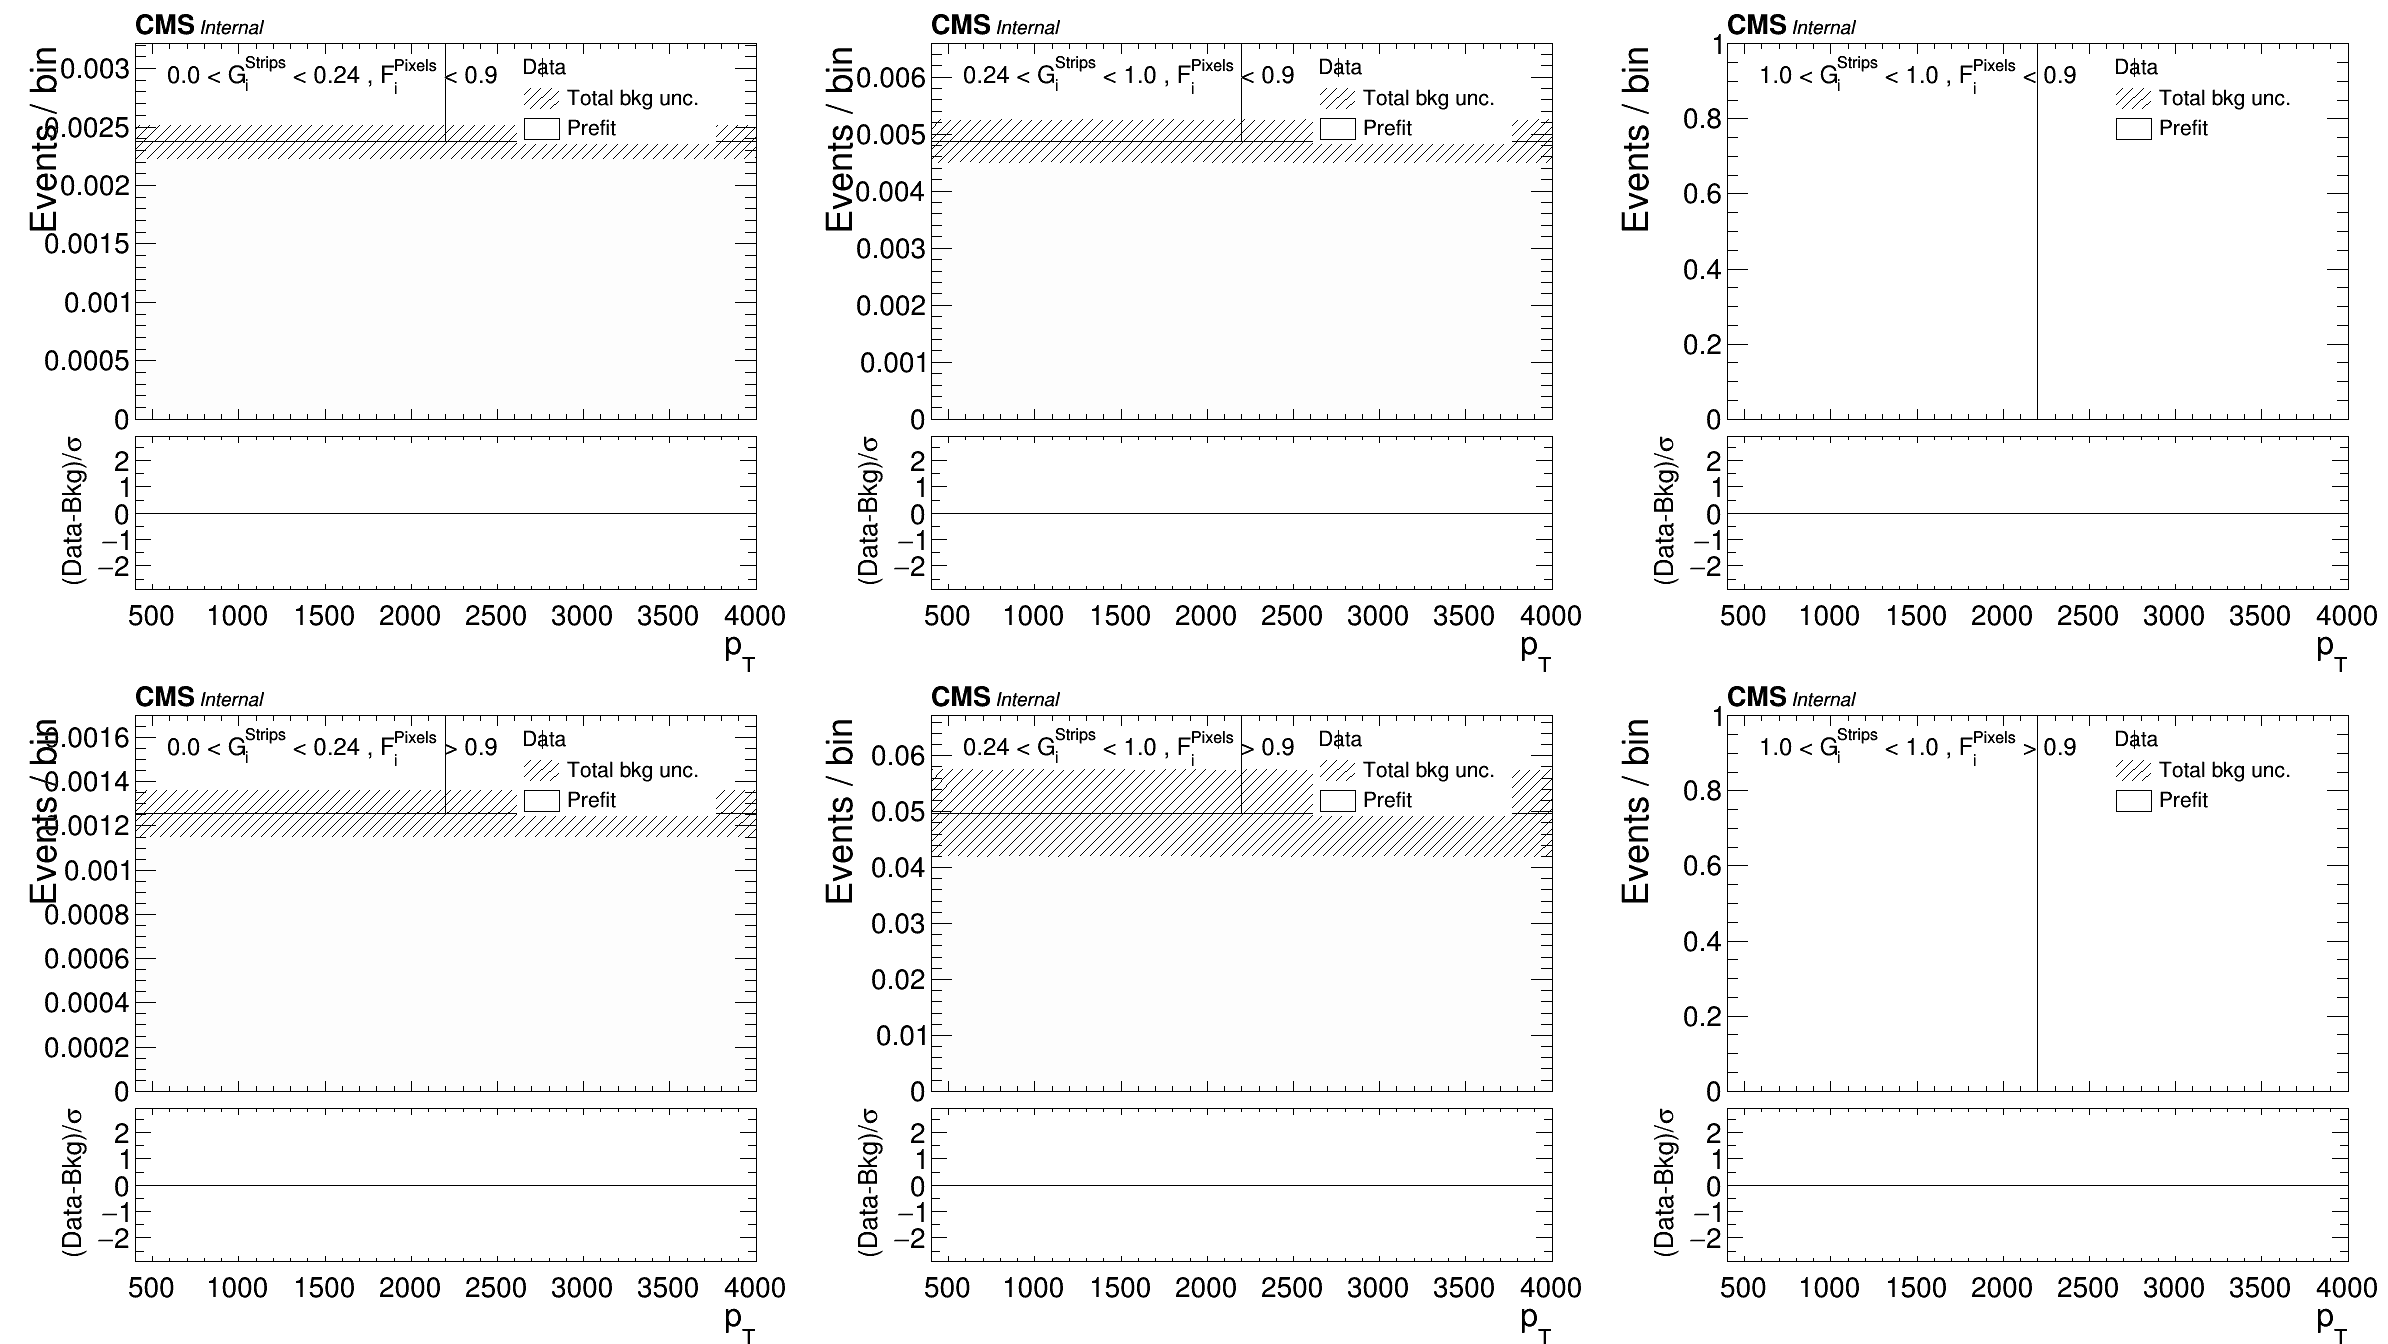 CMS Internal
Events / bin
0.0 < G_i^Strips < 0.24 , F_i^Pixels < 0.9
Data
Total bkg unc.
Prefit
0.003
0.0025
0.002
0.0015
0.001
0.0005
0
(Data-Bkg)/σ
2
1
0
−1
−2
500 1000 1500 2000 2500 3000 3500 4000
p_T
CMS Internal
Events / bin
0.24 < G_i^Strips < 1.0 , F_i^Pixels < 0.9
Data
Total bkg unc.
Prefit
0.006
0.005
0.004
0.003
0.002
0.001
0
(Data-Bkg)/σ
2
1
0
−1
−2
500 1000 1500 2000 2500 3000 3500 4000
p_T
CMS Internal
Events / bin
1.0 < G_i^Strips < 1.0 , F_i^Pixels < 0.9
Data
Total bkg unc.
Prefit
1
0.8
0.6
0.4
0.2
0
(Data-Bkg)/σ
2
1
0
−1
−2
500 1000 1500 2000 2500 3000 3500 4000
p_T
CMS Internal
Events / bin
0.0 < G_i^Strips < 0.24 , F_i^Pixels > 0.9
Data
Total bkg unc.
Prefit
0.0016
0.0014
0.0012
0.001
0.0008
0.0006
0.0004
0.0002
0
(Data-Bkg)/σ
2
1
0
−1
−2
500 1000 1500 2000 2500 3000 3500 4000
p_T
CMS Internal
Events / bin
0.24 < G_i^Strips < 1.0 , F_i^Pixels > 0.9
Data
Total bkg unc.
Prefit
0.06
0.05
0.04
0.03
0.02
0.01
0
(Data-Bkg)/σ
2
1
0
−1
−2
500 1000 1500 2000 2500 3000 3500 4000
p_T
CMS Internal
Events / bin
1.0 < G_i^Strips < 1.0 , F_i^Pixels > 0.9
Data
Total bkg unc.
Prefit
1
0.8
0.6
0.4
0.2
0
(Data-Bkg)/σ
2
1
0
−1
−2
500 1000 1500 2000 2500 3000 3500 4000
p_T